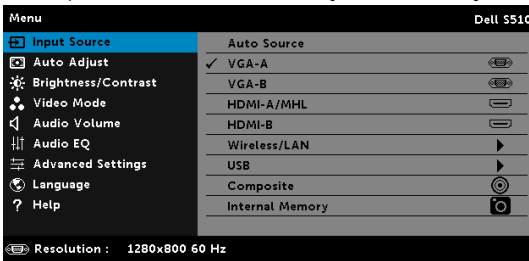 Menu
Dell S510
Input Source
Auto Adjust
Brightness/Contrast
Video Mode
Audio Volume
Audio EQ
Advanced Settings
Language
Help
Auto Source
VGA-A
VGA-B
HDMI-A/MHL
HDMI-B
Wireless/LAN
USB
Composite
Internal Memory
Resolution : 1280x800 60 Hz